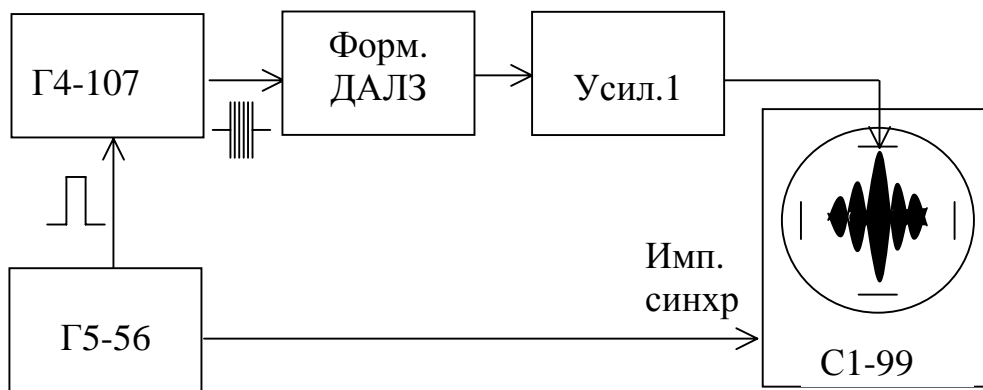 Г4-107
Форм.
ДАЛЗ
Усил.1
Г5-56
Имп.
синхр
С1-99